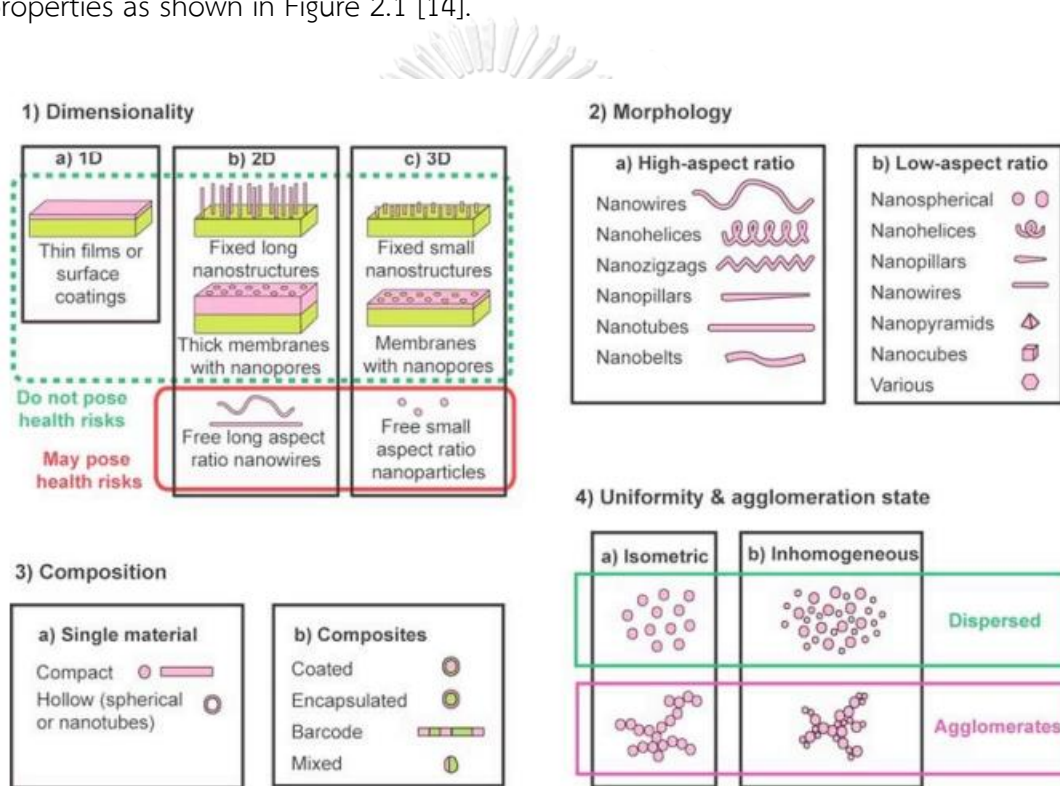 properties as shown in Figure 2.1 [14].
1) Dimensionality
a) 1D
Thin films or
surface
coatings
b) 2D
Fixed long
nanostructures
Thick membranes
with nanopores
Free long aspect
ratio nanowires
c) 3D
Fixed small
nanostructures
Membranes
with nanopores
Free small
aspect ratio
nanoparticles
Do not pose
health risks
May pose
health risks
2) Morphology
a) High-aspect ratio
Nanowires
Nanohelices
Nanozigzags
Nanopillars
Nanotubes
Nanobelts
b) Low-aspect ratio
Nanospherical
Nanohelices
Nanopillars
Nanowires
Nanopyramids
Nanocubes
Various
3) Composition
a) Single material
Compact
Hollow (spherical
or nanotubes)
b) Composites
Coated
Encapsulated
Barcode
Mixed
4) Uniformity & agglomeration state
a) Isometric
b) Inhomogeneous
Dispersed
Agglomerates